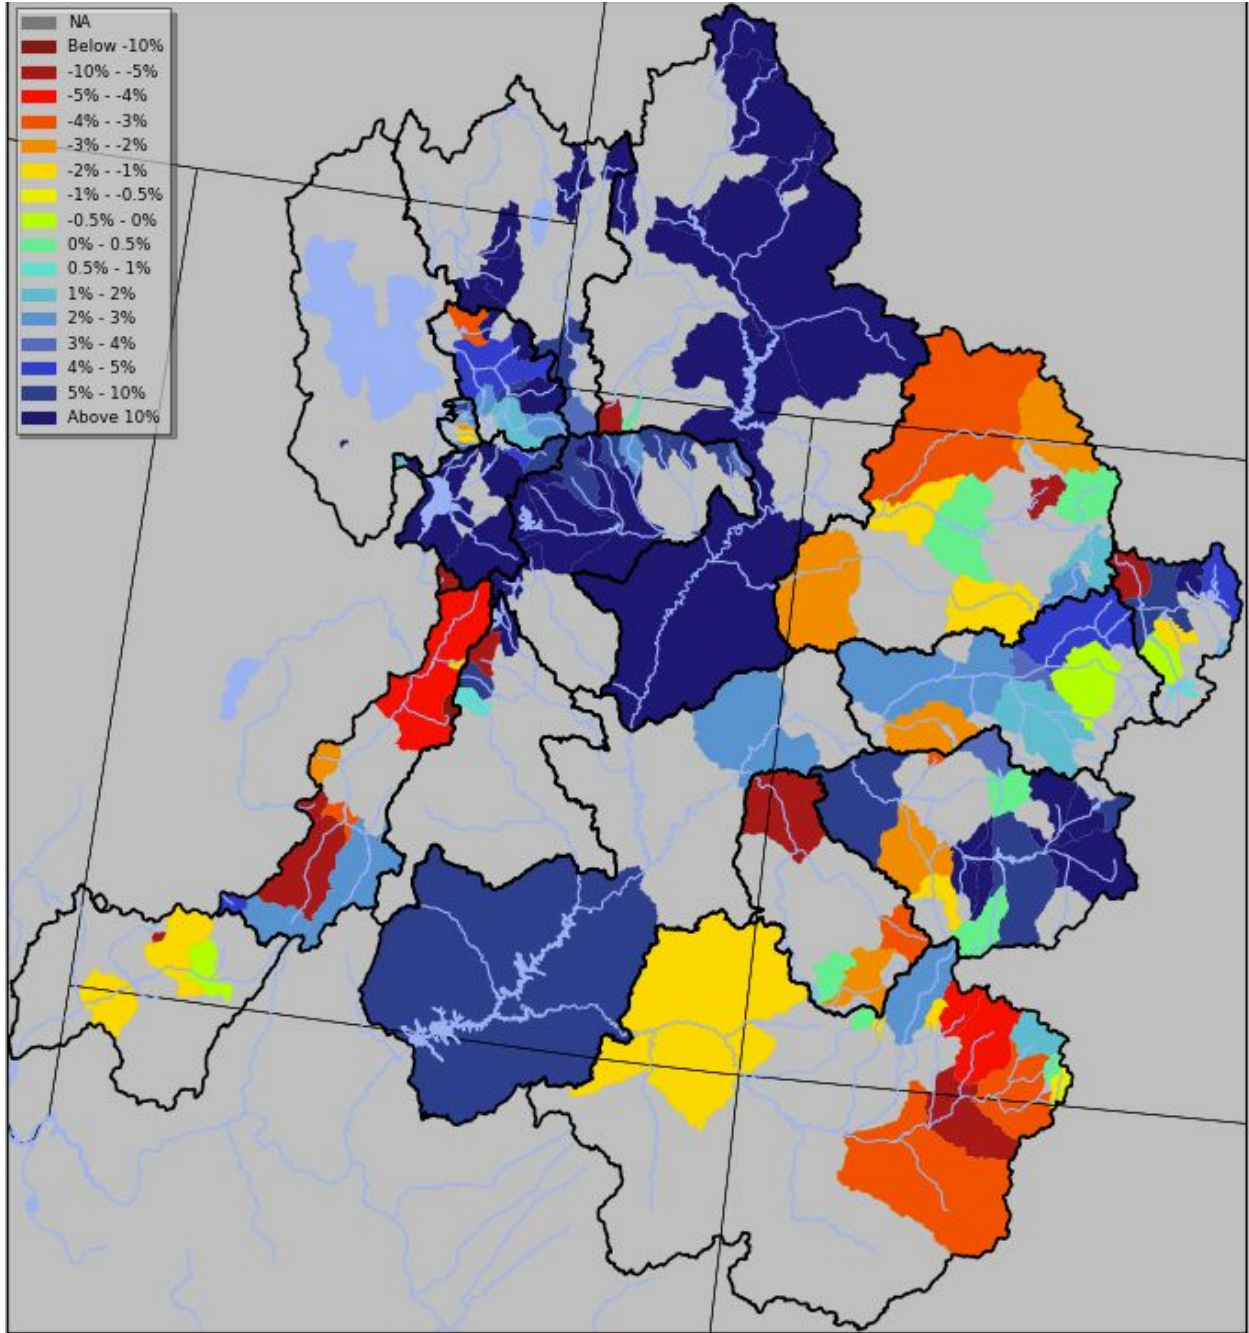 NA
Below -10%
-10% - -5%
-5% - -4%
-4% - -3%
-3% - -2%
-2% - -1%
-1% - -0.5%
-0.5% - 0%
0% - 0.5%
0.5% - 1%
1% - 2%
2% - 3%
3% - 4%
4% - 5%
5% - 10%
Above 10%